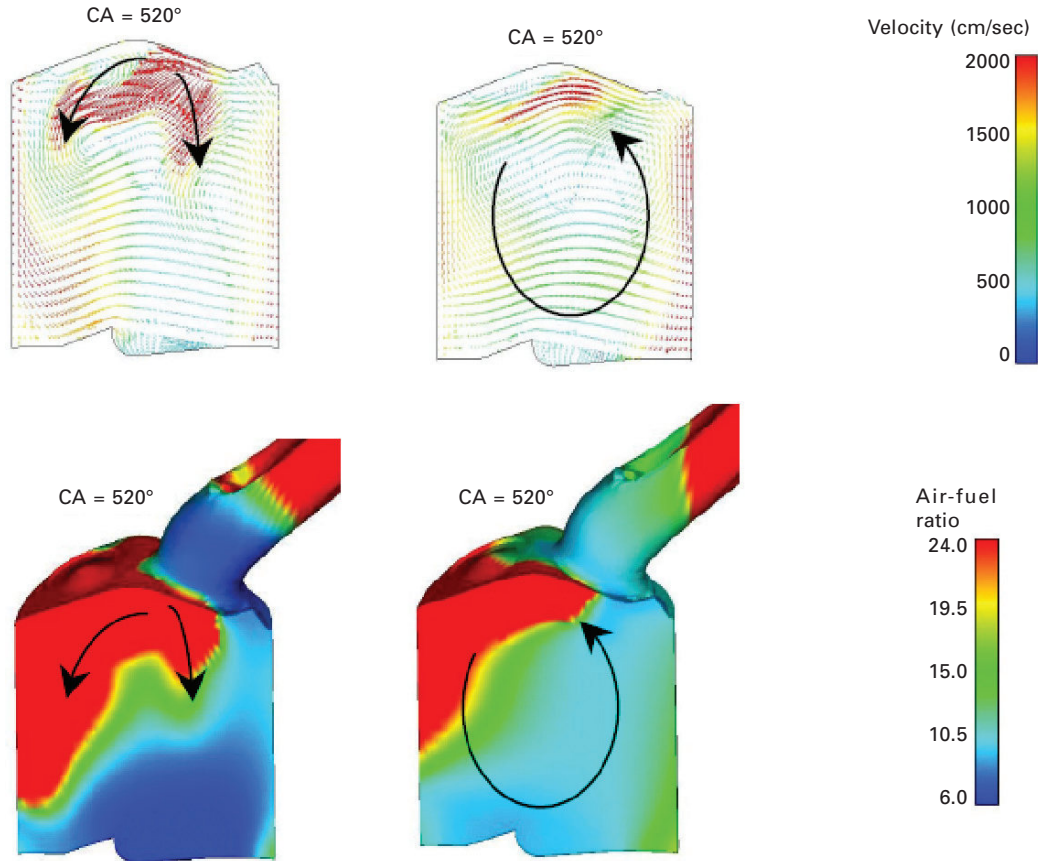 CA = 520°
CA = 520°
Velocity (cm/sec)
2000
1500
1000
500
0
CA = 520°
CA = 520°
Air-fuel
ratio
24.0
19.5
15.0
10.5
6.0